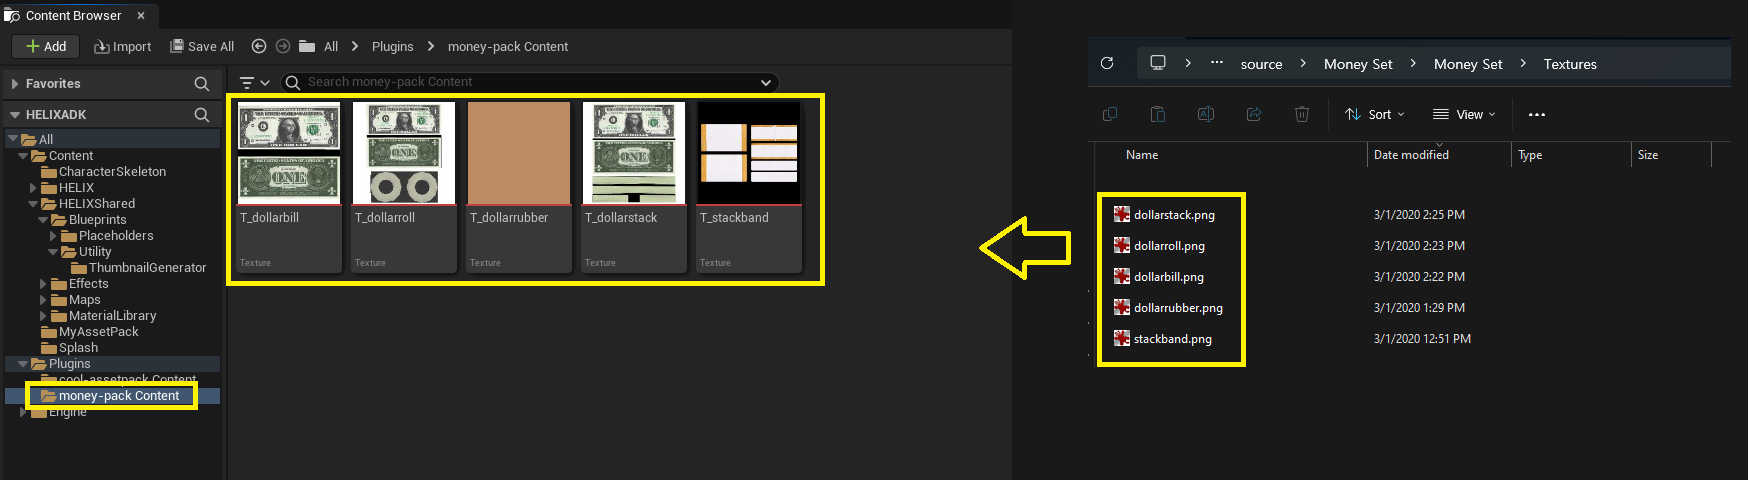 Content Browser
Add Import Save All All Plugins money-pack Content
Favorites
Search money-pack Content
HELIXADK
All
Content
CharacterSkeleton
HELIX
HELIXShared
Blueprints
Placeholders
Utility
ThumbnailGenerator
Effects
Maps
MaterialLibrary
MyAssetPack
Splash
Plugins
cool-assetpack Content
money-pack Content
Engine
T_dollarbill
Texture
T_dollarroll
Texture
T_dollarrubber
Texture
T_dollarstack
Texture
T_stackband
Texture
ONE
ONE
ONE
source Money Set Money Set Textures
Sort View
Name Date modified Type Size
dollarstack.png 3/1/2020 2:25 PM
dollarroll.png 3/1/2020 2:23 PM
dollarbill.png 3/1/2020 2:22 PM
dollarrubber.png 3/1/2020 1:29 PM
stackband.png 3/1/2020 12:51 PM